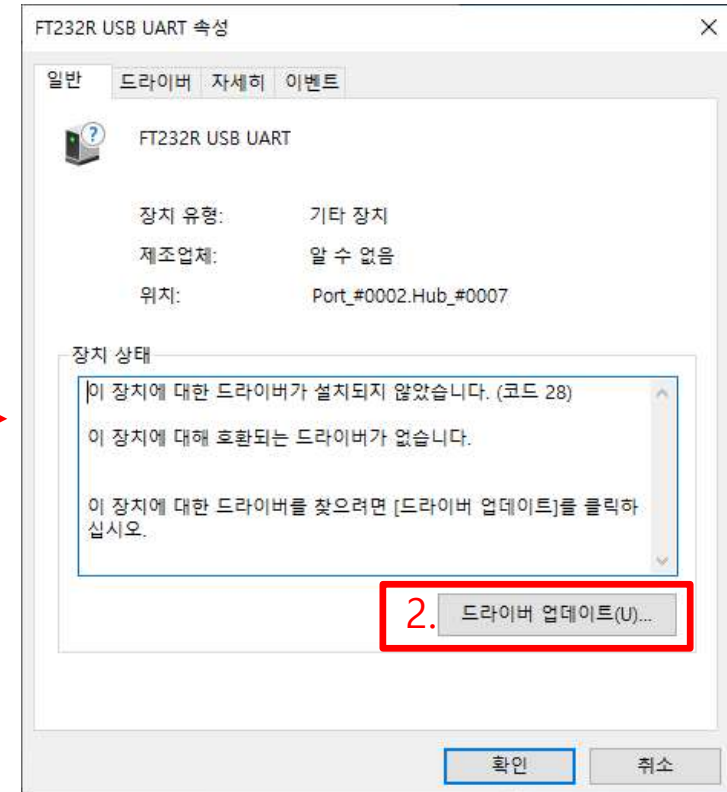 FT232R USB UART 속성
일반 드라이버 자세히 이벤트
FT232R USB UART
장치 유형: 기타 장치
제조업체: 알 수 없음
위치: Port_#0002.Hub_#0007
장치 상태
이 장치에 대한 드라이버가 설치되지 않았습니다. (코드 28)
이 장치에 대해 호환되는 드라이버가 없습니다.
이 장치에 대한 드라이버를 찾으려면 [드라이버 업데이트]를 클릭하
십시오.
2. 드라이버 업데이트(U)...
확인 취소